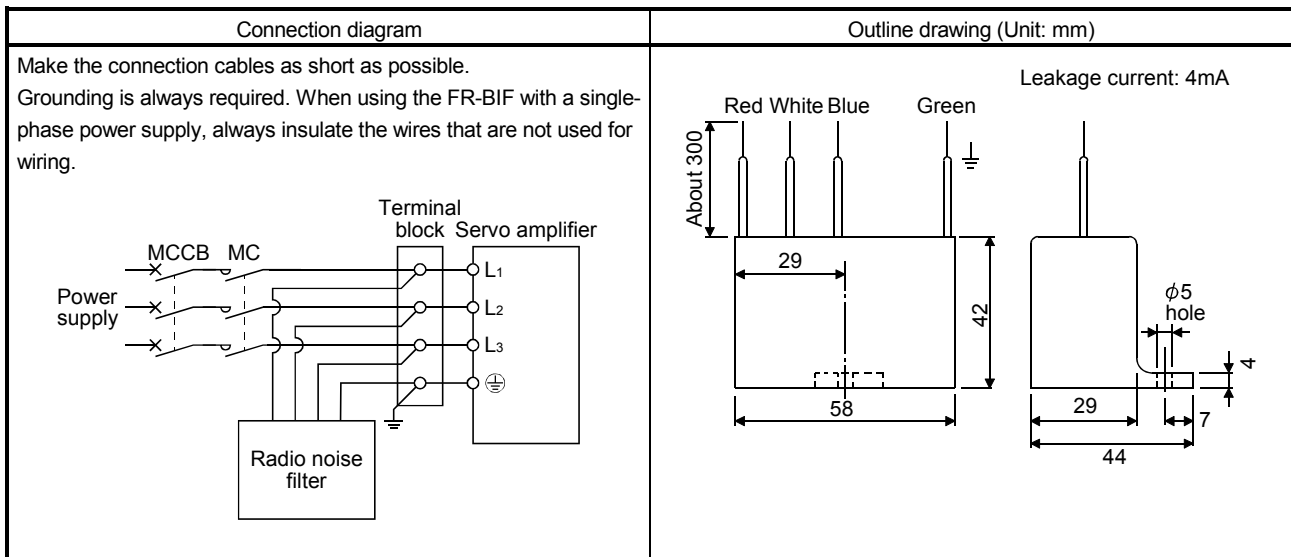 Connection diagram
Outline drawing (Unit: mm)
Make the connection cables as short as possible.
Grounding is always required. When using the FR-BIF with a single-
phase power supply, always insulate the wires that are not used for
wiring.
Terminal
block
Servo amplifier
MCCB
MC
Power
supply
L1
L2
L3
Radio noise
filter
Leakage current: 4mA
Red White Blue
Green
About 300
29
42
58
φ5
hole
4
29
7
44